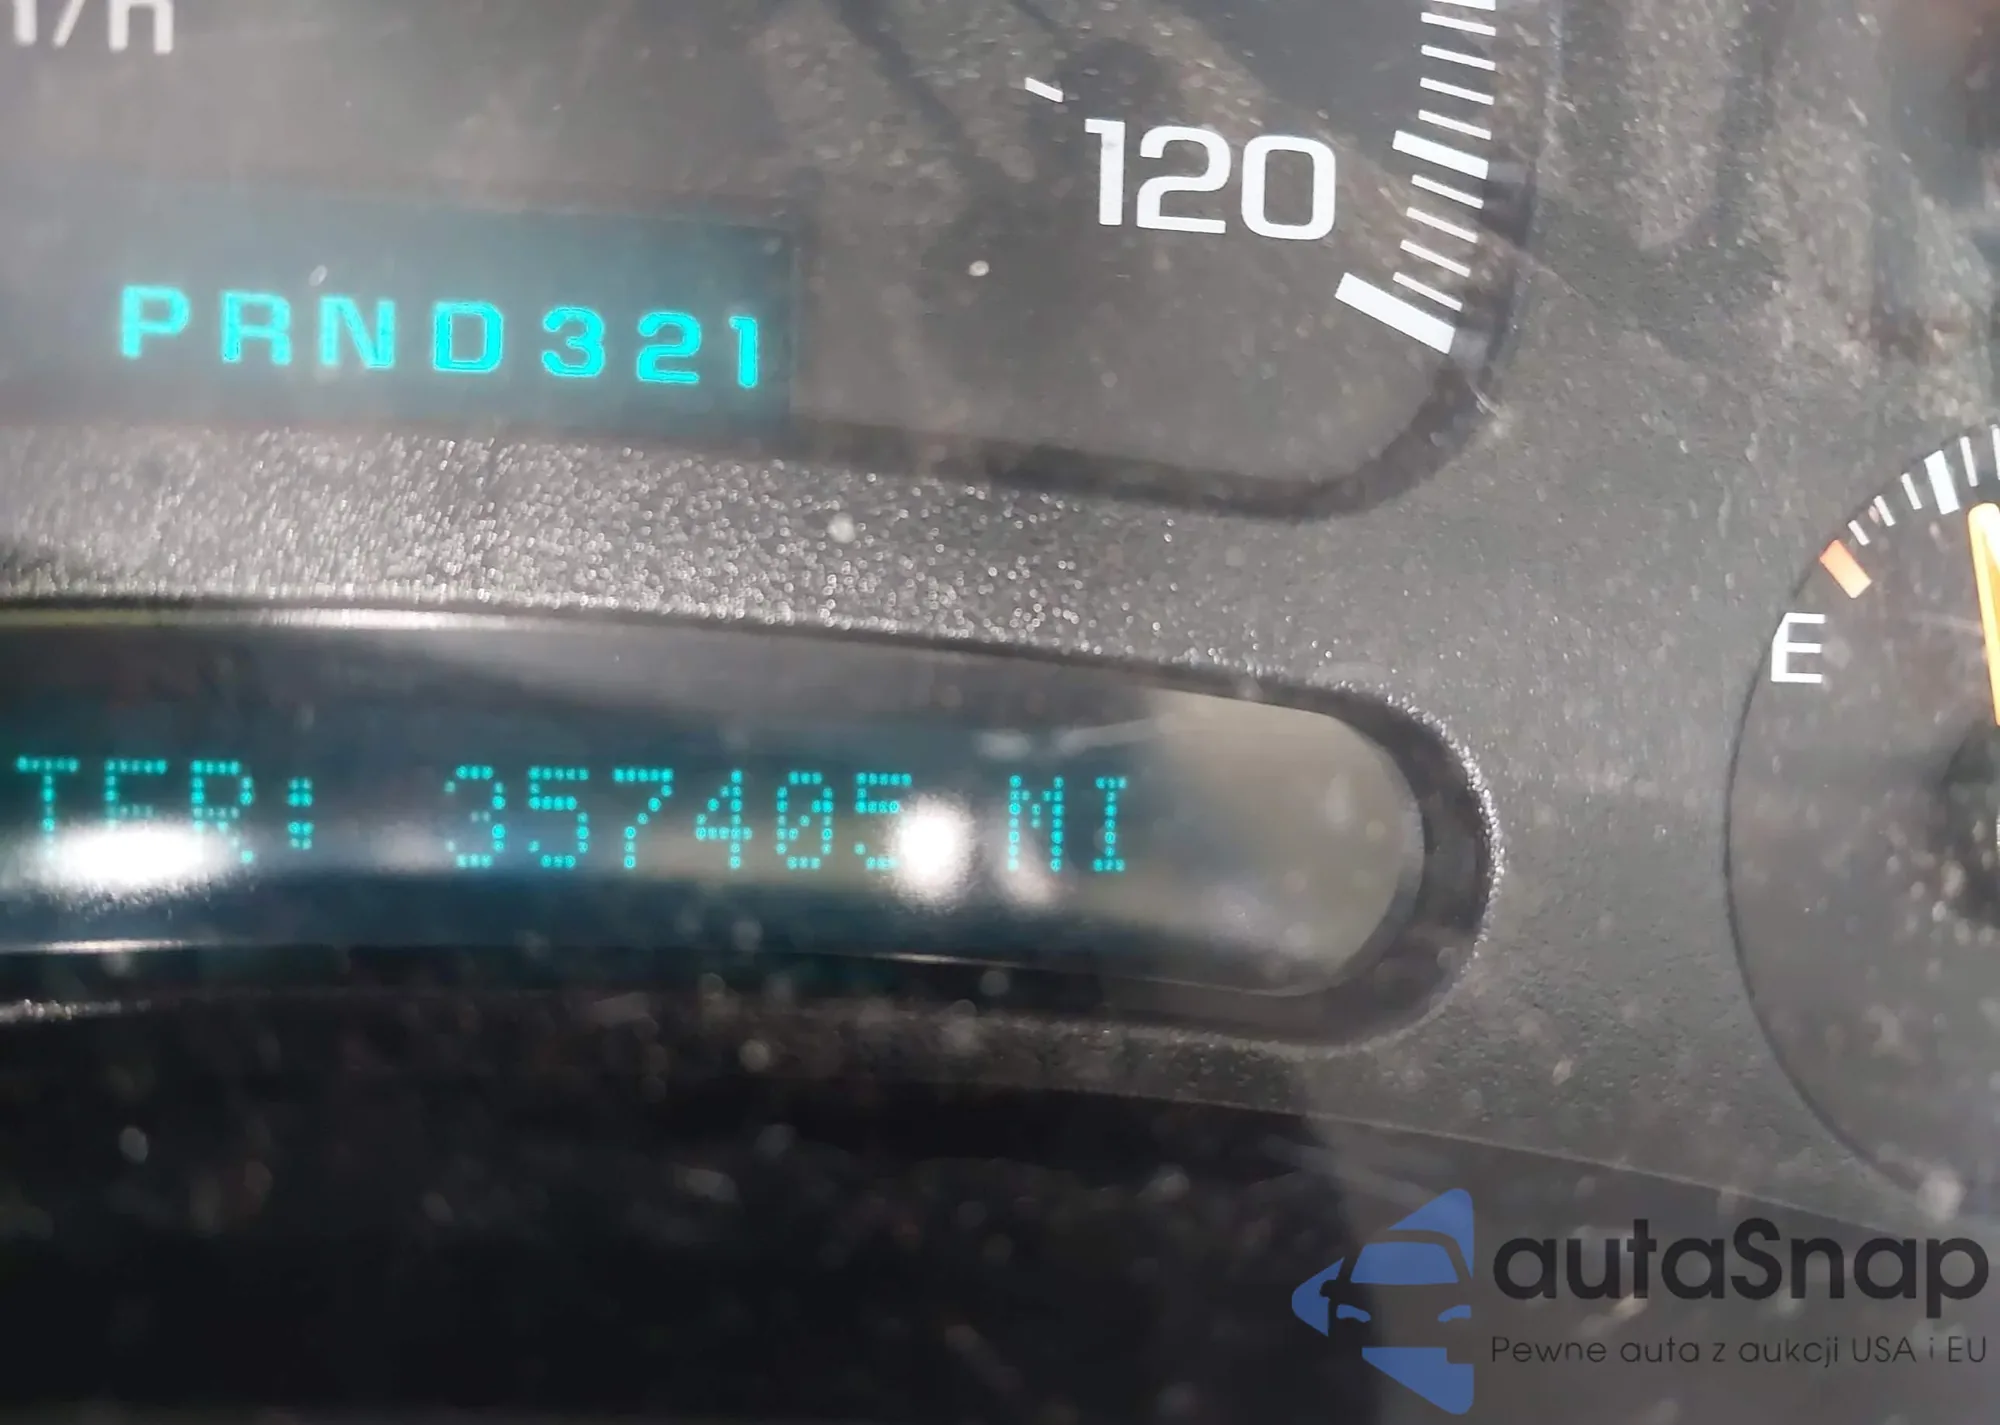 120
PRND321
E
TER: 357405 MI
autaSnap
Pewne auta z aukcji USA i EU